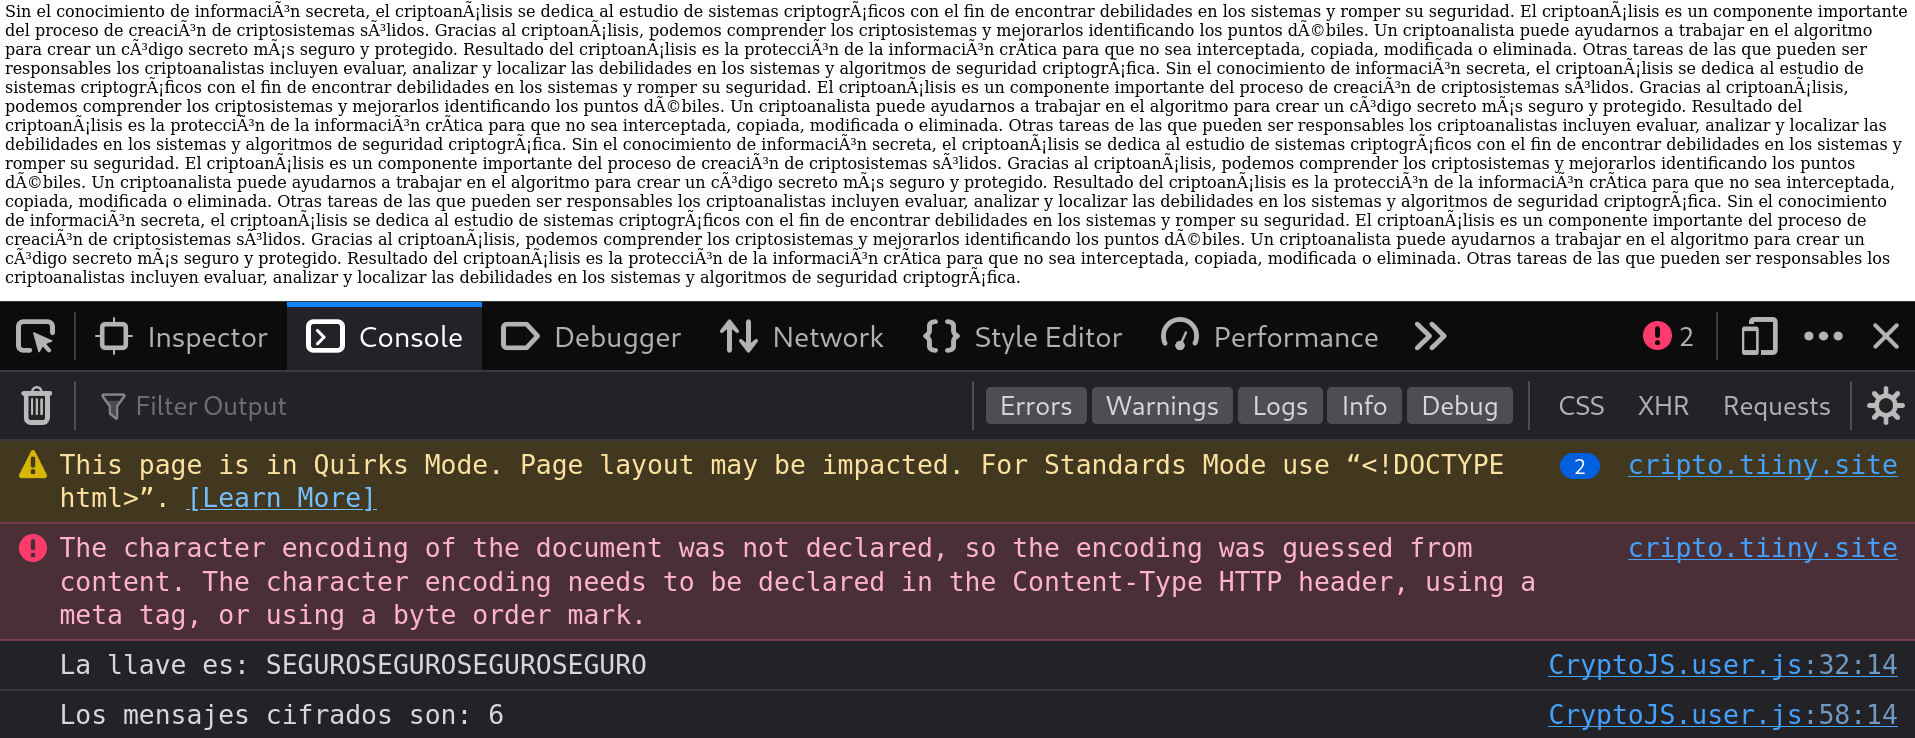 Sin el conocimiento de informaciÃ³n secreta, el criptoanÃ¡lisis se dedica al estudio de sistemas criptogrÃ¡ficos con el fin de encontrar debilidades en los sistemas y romper su seguridad. El criptoanÃ¡lisis es un componente importante
del proceso de creaciÃ³n de criptosistemas sÃ³lidos. Gracias al criptoanÃ¡lisis, podemos comprender los criptosistemas y mejorarlos identificando los puntos dÃ©biles. Un criptoanalista puede ayudarnos a trabajar en el algoritmo
para crear un cÃ³digo secreto mÃ¡s seguro y protegido. Resultado del criptoanÃ¡lisis es la protecciÃ³n de la informaciÃ³n crÃtica para que no sea interceptada, copiada, modificada o eliminada. Otras tareas de las que pueden ser
responsables los criptoanalistas incluyen evaluar, analizar y localizar las debilidades en los sistemas y algoritmos de seguridad criptogrÃ¡fica. Sin el conocimiento de informaciÃ³n secreta, el criptoanÃ¡lisis se dedica al estudio de
sistemas criptogrÃ¡ficos con el fin de encontrar debilidades en los sistemas y romper su seguridad. El criptoanÃ¡lisis es un componente importante del proceso de creaciÃ³n de criptosistemas sÃ³lidos. Gracias al criptoanÃ¡lisis,
podemos comprender los criptosistemas y mejorarlos identificando los puntos dÃ©biles. Un criptoanalista puede ayudarnos a trabajar en el algoritmo para crear un cÃ³digo secreto mÃ¡s seguro y protegido. Resultado del
criptoanÃ¡lisis es la protecciÃ³n de la informaciÃ³n crÃtica para que no sea interceptada, copiada, modificada o eliminada. Otras tareas de las que pueden ser responsables los criptoanalistas incluyen evaluar, analizar y localizar las
debilidades en los sistemas y algoritmos de seguridad criptogrÃ¡fica. Sin el conocimiento de informaciÃ³n secreta, el criptoanÃ¡lisis se dedica al estudio de sistemas criptogrÃ¡ficos con el fin de encontrar debilidades en los sistemas y
romper su seguridad. El criptoanÃ¡lisis es un componente importante del proceso de creaciÃ³n de criptosistemas sÃ³lidos. Gracias al criptoanÃ¡lisis, podemos comprender los criptosistemas y mejorarlos identificando los puntos
dÃ©biles. Un criptoanalista puede ayudarnos a trabajar en el algoritmo para crear un cÃ³digo secreto mÃ¡s seguro y protegido. Resultado del criptoanÃ¡lisis es la protecciÃ³n de la informaciÃ³n crÃtica para que no sea interceptada,
copiada, modificada o eliminada. Otras tareas de las que pueden ser responsables los criptoanalistas incluyen evaluar, analizar y localizar las debilidades en los sistemas y algoritmos de seguridad criptogrÃ¡fica. Sin el conocimiento
de informaciÃ³n secreta, el criptoanÃ¡lisis se dedica al estudio de sistemas criptogrÃ¡ficos con el fin de encontrar debilidades en los sistemas y romper su seguridad. El criptoanÃ¡lisis es un componente importante del proceso de
creaciÃ³n de criptosistemas sÃ³lidos. Gracias al criptoanÃ¡lisis, podemos comprender los criptosistemas y mejorarlos identificando los puntos dÃ©biles. Un criptoanalista puede ayudarnos a trabajar en el algoritmo para crear un
cÃ³digo secreto mÃ¡s seguro y protegido. Resultado del criptoanÃ¡lisis es la protecciÃ³n de la informaciÃ³n crÃtica para que no sea interceptada, copiada, modificada o eliminada. Otras tareas de las que pueden ser responsables los
criptoanalistas incluyen evaluar, analizar y localizar las debilidades en los sistemas y algoritmos de seguridad criptogrÃ¡fica.
Inspector Console Debugger Network Style Editor Performance 2
Filter Output Errors Warnings Logs Info Debug CSS XHR Requests
This page is in Quirks Mode. Page layout may be impacted. For Standards Mode use “<!DOCTYPE 2 cripto.tiiny.site
html>”. [Learn More]
The character encoding of the document was not declared, so the encoding was guessed from cripto.tiiny.site
content. The character encoding needs to be declared in the Content-Type HTTP header, using a
meta tag, or using a byte order mark.
La llave es: SEGUROSEGUROSEGUROSEGURO CryptoJS.user.js:32:14
Los mensajes cifrados son: 6 CryptoJS.user.js:58:14